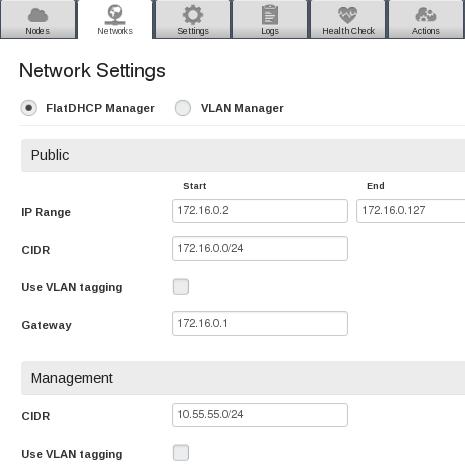 Nodes Networks Settings Logs Health Check Actions
Network Settings
FlatDHCP Manager VLAN Manager
Public
Start End
IP Range 172.16.0.2 172.16.0.127
CIDR 172.16.0.0/24
Use VLAN tagging
Gateway 172.16.0.1
Management
CIDR 10.55.55.0/24
Use VLAN tagging